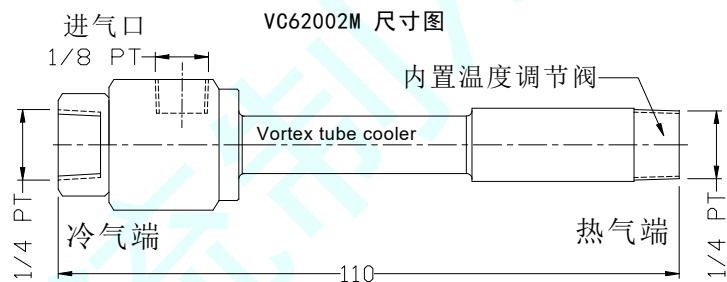 VC62002M 尺寸图
进气口
1/8 PT
内置温度调节阀
Vortex tube cooler
1/4 PT
冷气端
热气端
1/4 PT
110